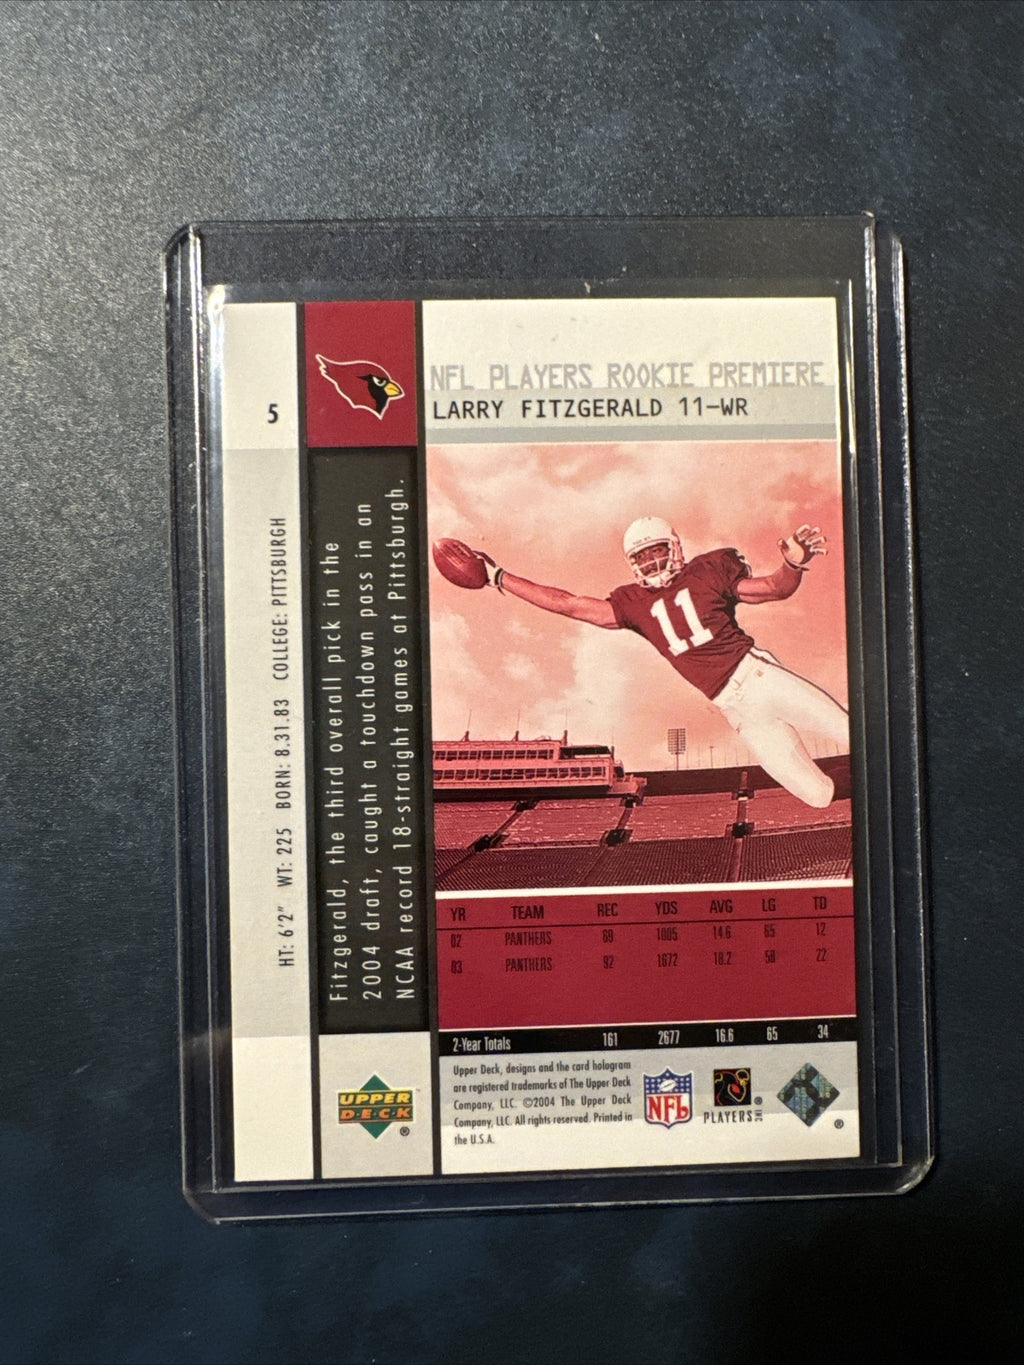 5
NFL PLAYERS ROOKIE PREMIERE
LARRY FITZGERALD 11-WR
HT: 6'2" WT: 225 BORN: 8.31.83 COLLEGE: PITTSBURGH
Fitzgerald, the third overall pick in the
2004 draft, caught a touchdown pass in an
NCAA record 18-straight games at Pittsburgh.
11
YR TEAM REC YDS AVG LG TD
02 PANTHERS 69 1005 14.6 65 12
03 PANTHERS 92 1672 18.2 58 22
2-Year Totals 161 2677 16.6 65 34
UPPER
DECK
®
Upper Deck, designs and the card hologram
are registered trademarks of The Upper Deck
Company, LLC. ©2004 The Upper Deck
Company, LLC. All rights reserved. Printed in
the U.S.A.
NFL
PLAYERS INC ®
®